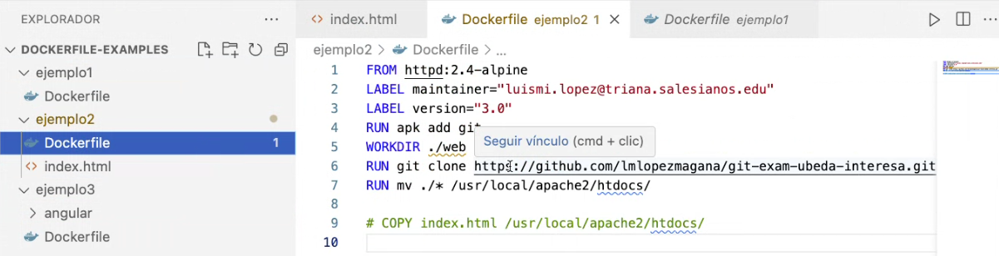 EXPLORADOR
DOCKERFILE-EXAMPLES
ejemplo1
Dockerfile
ejemplo2
Dockerfile 1
index.html
ejemplo3
angular
Dockerfile
index.html
Dockerfile ejemplo2 1
Dockerfile ejemplo1
ejemplo2 > Dockerfile > ...
1 FROM httpd:2.4-alpine
2 LABEL maintainer="luismi.lopez@triana.salesianos.edu"
3 LABEL version="3.0"
4 RUN apk add git
Seguir vínculo (cmd + clic)
5 WORKDIR ./web
6 RUN git clone https://github.com/lmlopezmagana/git-exam-ubeda-interesa.git
7 RUN mv ./* /usr/local/apache2/htdocs/
8
9 # COPY index.html /usr/local/apache2/htdocs/
10